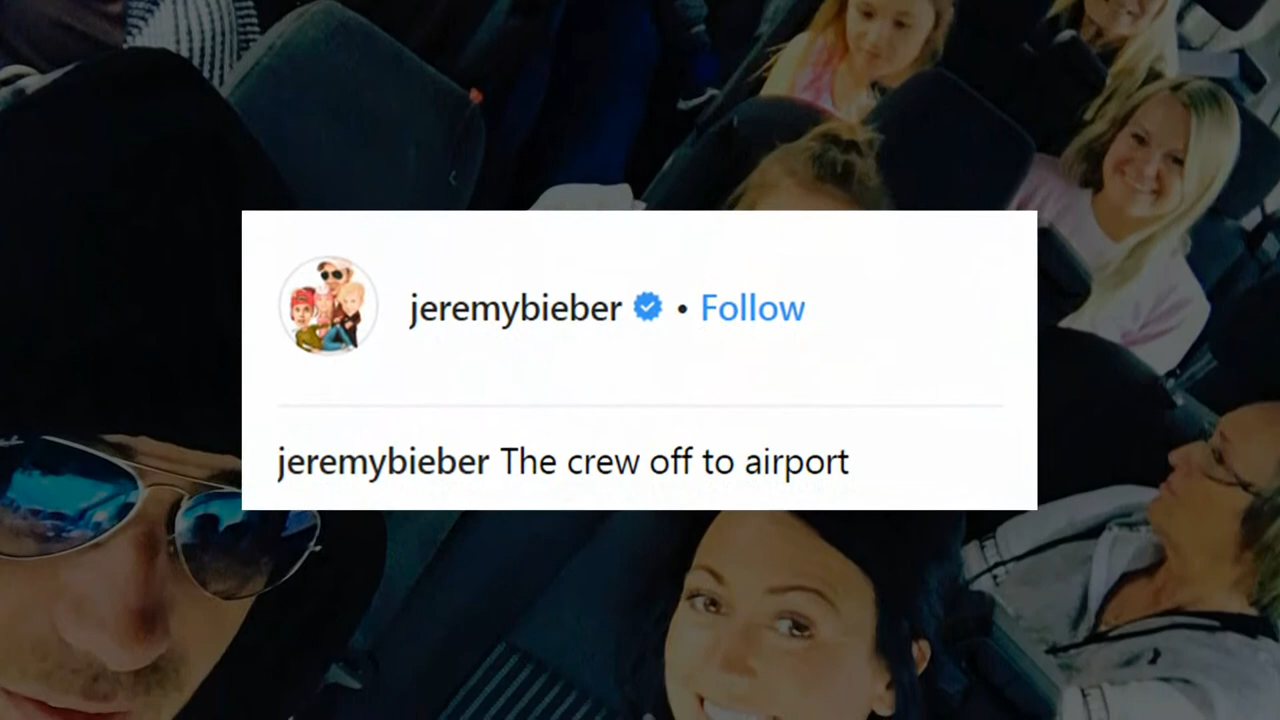 jeremybieber • Follow
jeremybieber The crew off to airport